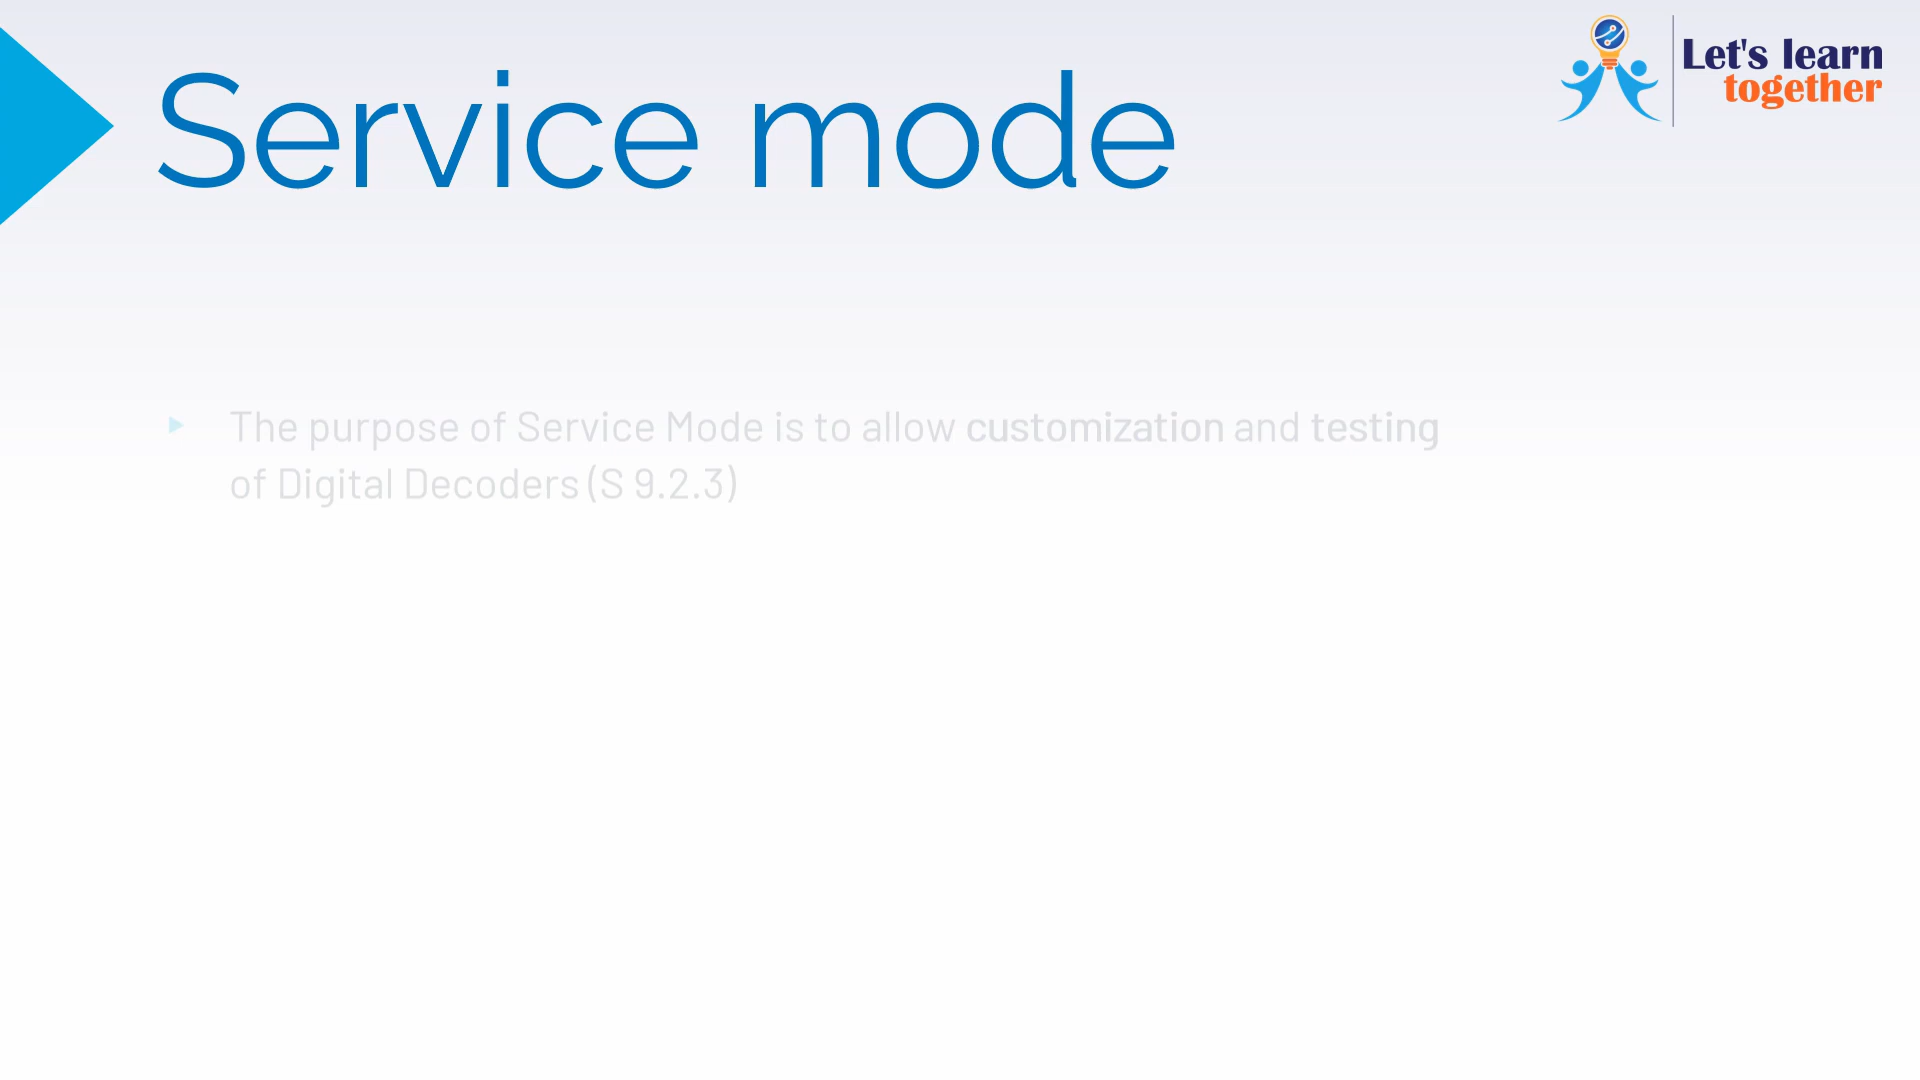 Service mode
Let's learn
together
The purpose of Service Mode is to allow customization and testing
of Digital Decoders (S 9.2.3)